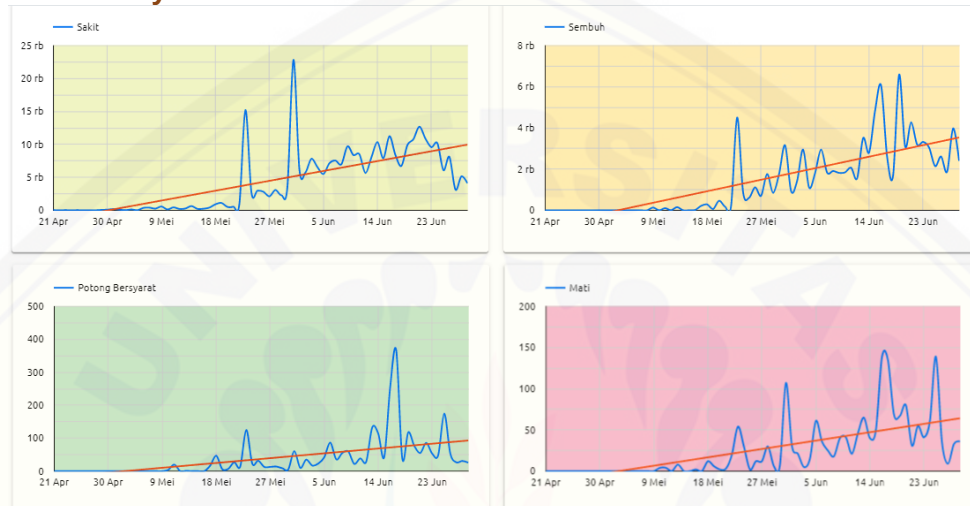 Sakit
25 rb
20 rb
15 rb
10 rb
5 rb
0
21 Apr 30 Apr 9 Mei 18 Mei 27 Mei 5 Jun 14 Jun 23 Jun
Sembuh
8 rb
6 rb
4 rb
2 rb
0
21 Apr 30 Apr 9 Mei 18 Mei 27 Mei 5 Jun 14 Jun 23 Jun
Potong Bersyarat
500
400
300
200
100
0
21 Apr 30 Apr 9 Mei 18 Mei 27 Mei 5 Jun 14 Jun 23 Jun
Mati
200
150
100
50
0
21 Apr 30 Apr 9 Mei 18 Mei 27 Mei 5 Jun 14 Jun 23 Jun
UNIVERSITAS